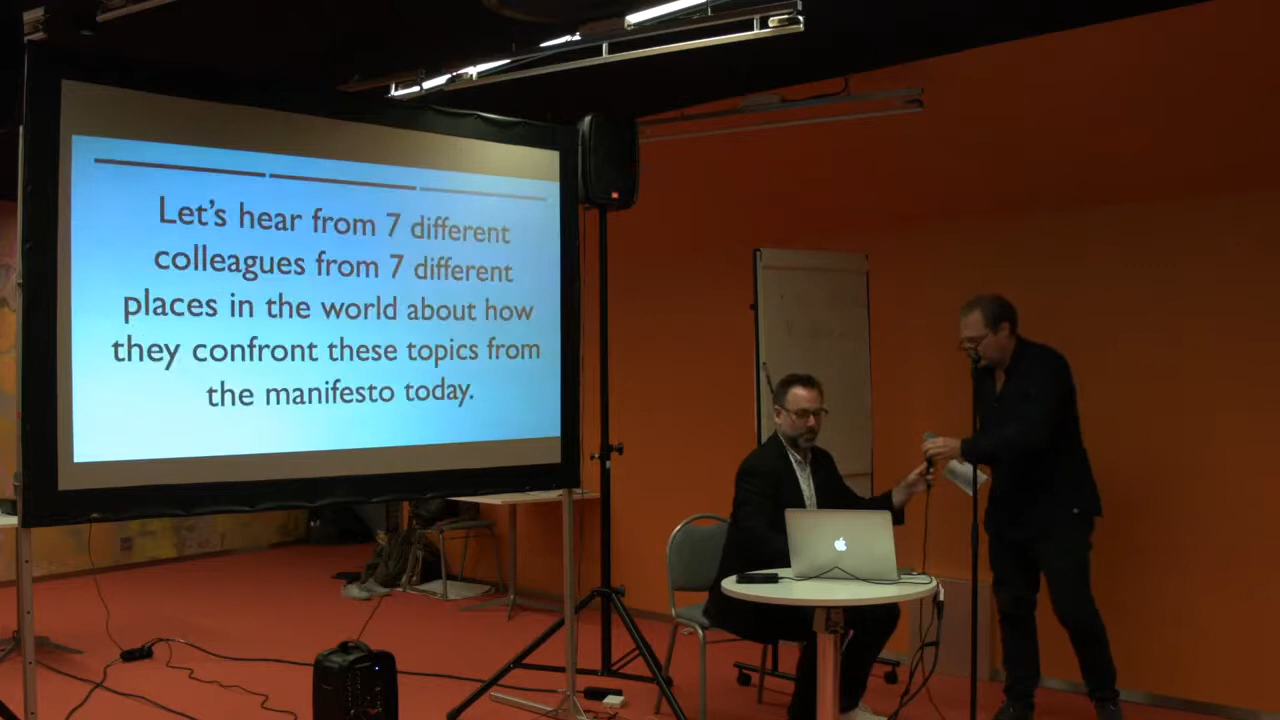 Let's hear from 7 different
colleagues from 7 different
places in the world about how
they confront these topics from
the manifesto today.